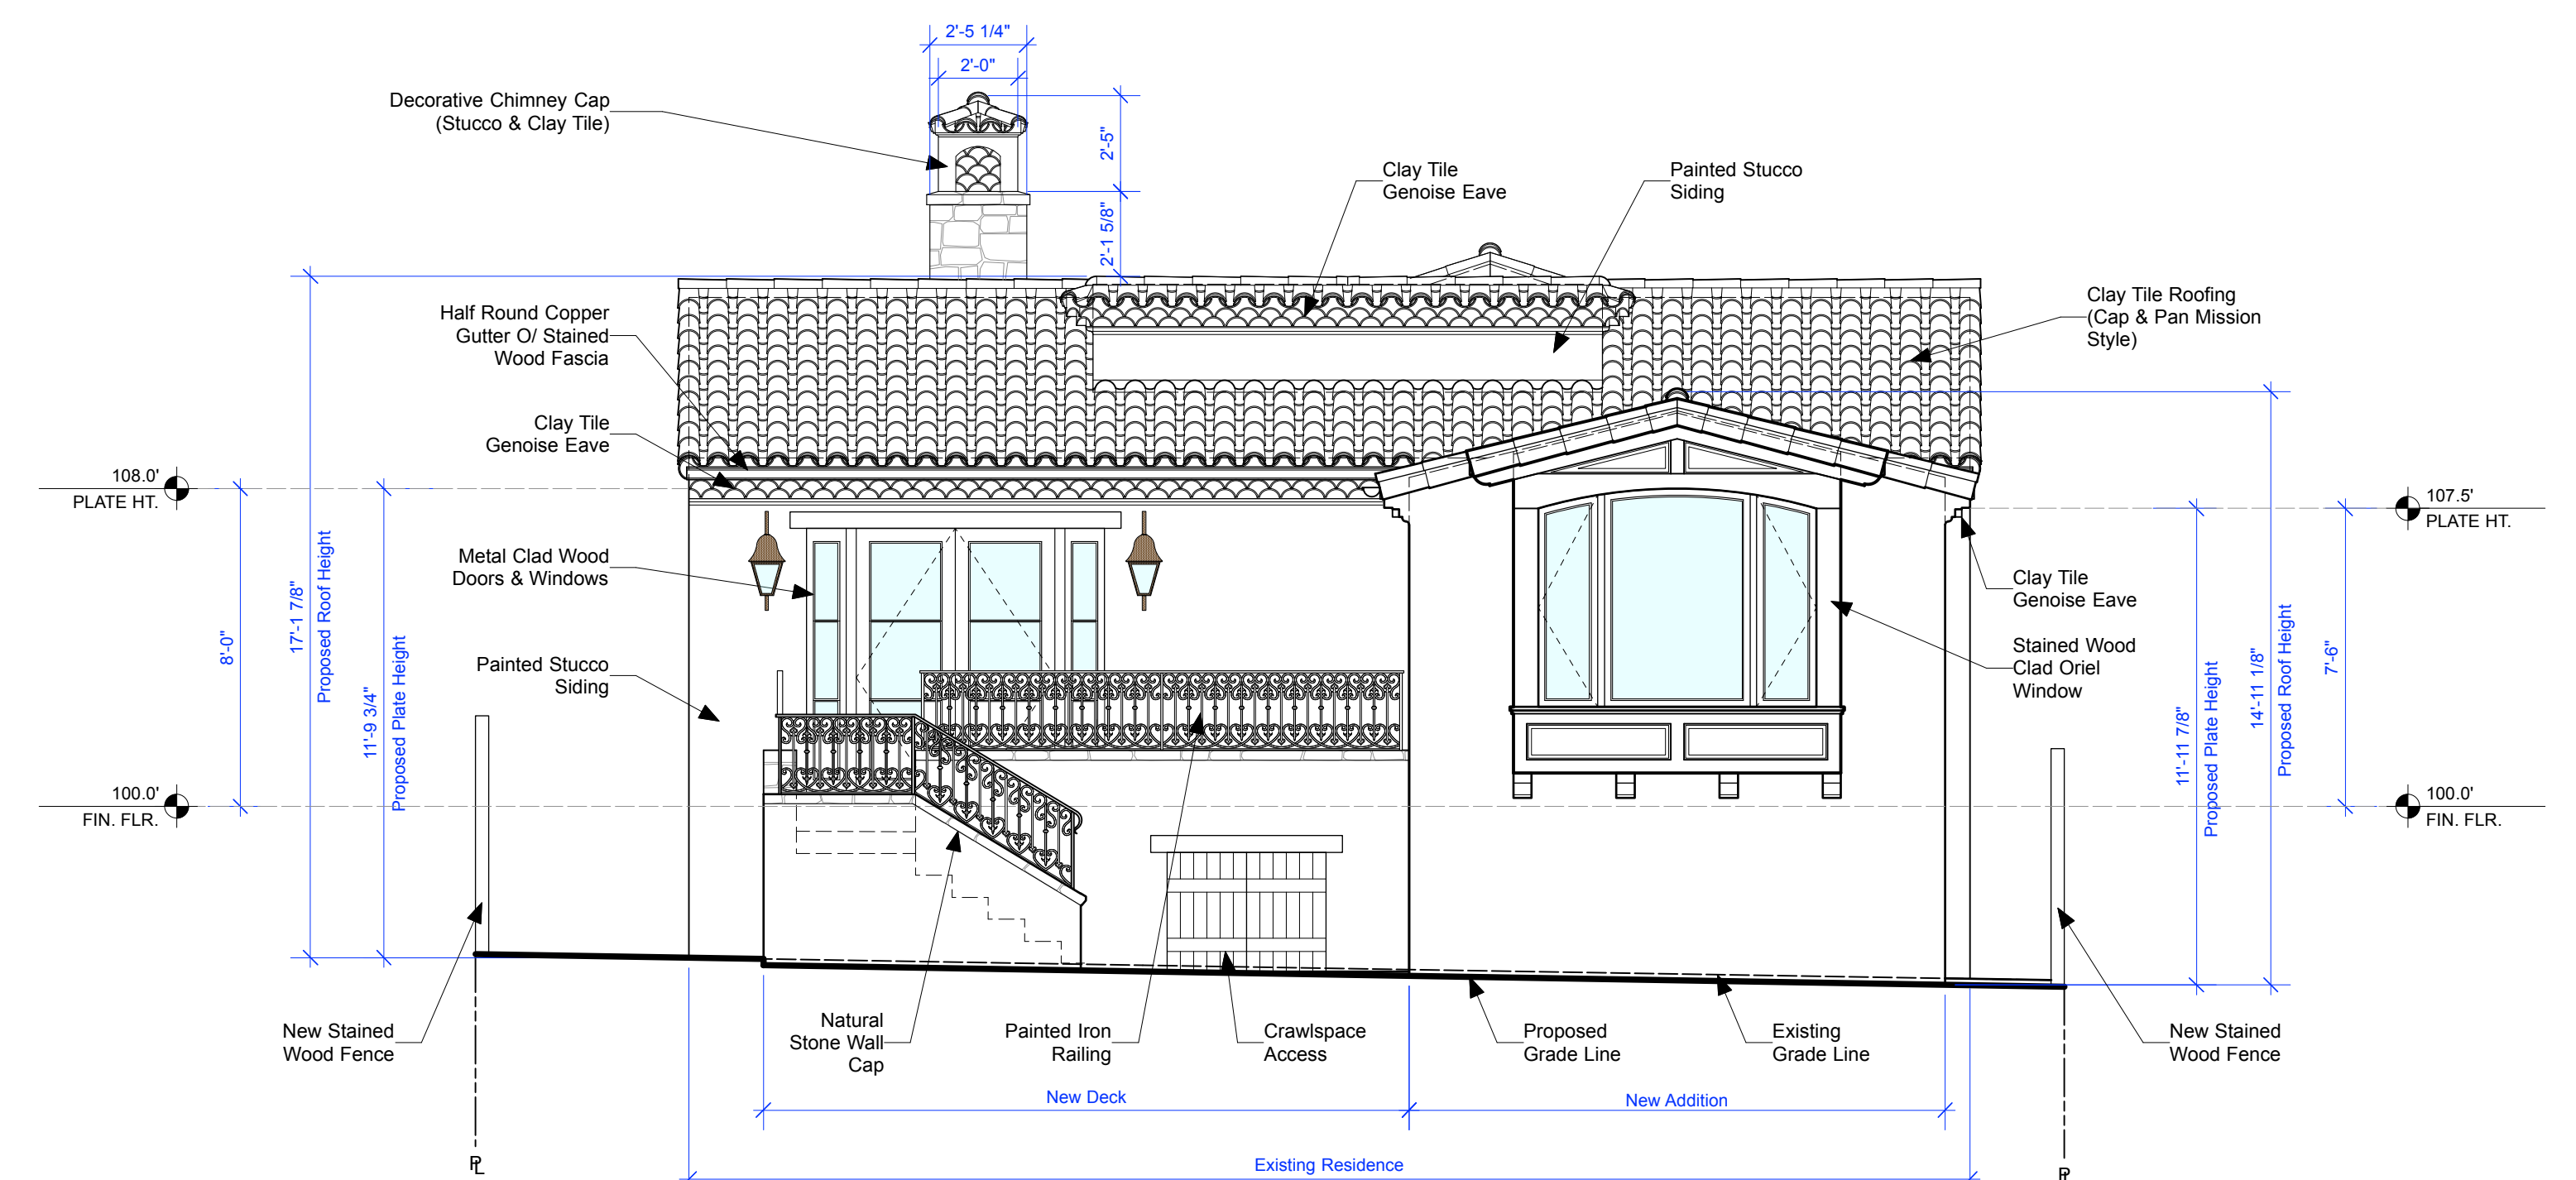 2'-5 1/4"
2'-0"
Decorative Chimney Cap
(Stucco & Clay Tile)
2'-5"
2'-1 5/8"
Clay Tile
Genoise Eave
Painted Stucco
Siding
Half Round Copper
Gutter O/ Stained
Wood Fascia
Clay Tile Roofing
(Cap & Pan Mission
Style)
Clay Tile
Genoise Eave
108.0'
PLATE HT.
107.5'
PLATE HT.
Metal Clad Wood
Doors & Windows
Clay Tile
Genoise Eave
8'-0"
17'-1 7/8"
Proposed Roof Height
11'-9 3/4"
Proposed Plate Height
Painted Stucco
Siding
Stained Wood
Clad Oriel
Window
11'-11 7/8"
Proposed Plate Height
14'-11 1/8"
Proposed Roof Height
7'-6"
100.0'
FIN. FLR.
100.0'
FIN. FLR.
New Stained
Wood Fence
Natural
Stone Wall
Cap
Painted Iron
Railing
Crawlspace
Access
Proposed
Grade Line
Existing
Grade Line
New Stained
Wood Fence
New Deck
New Addition
Existing Residence
PL
PL